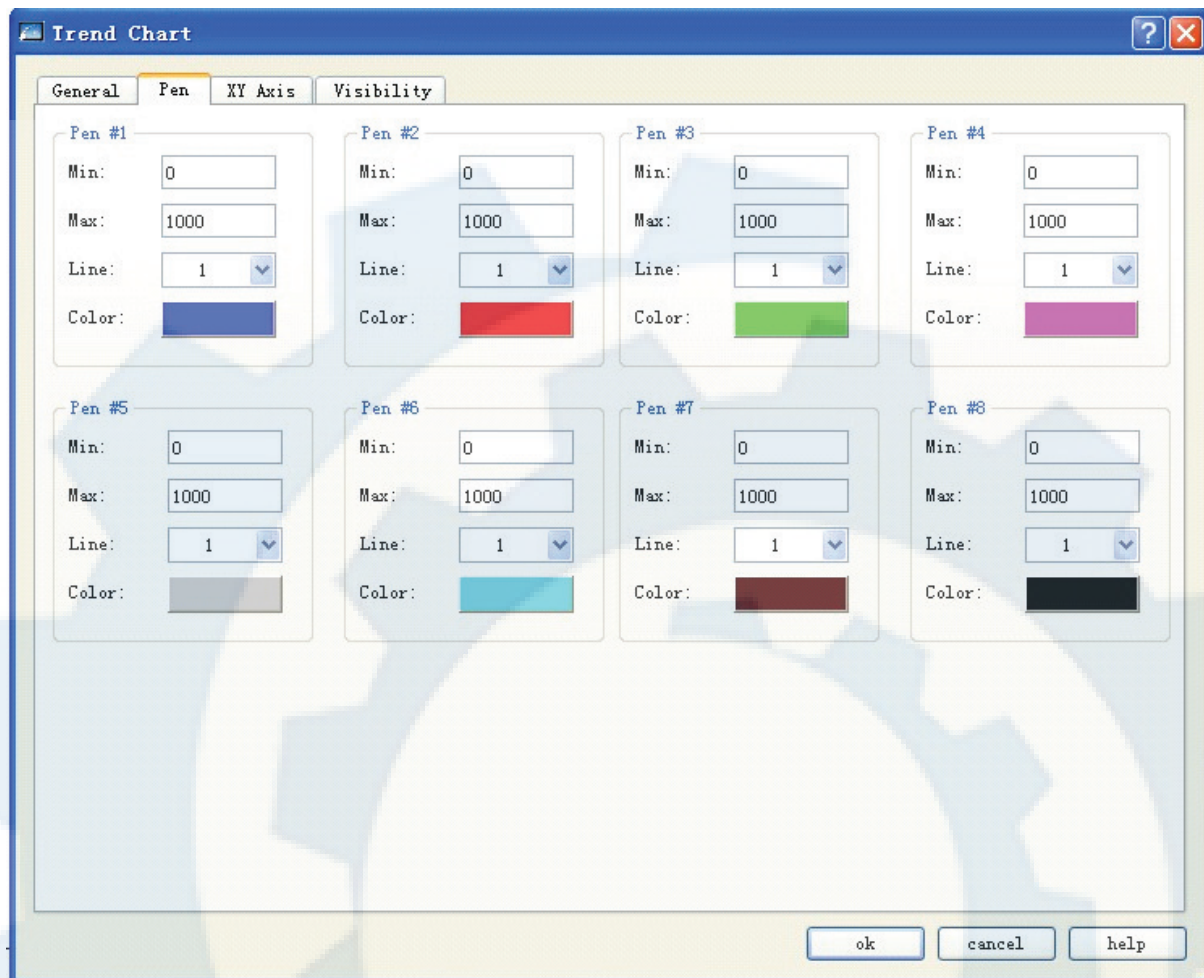 Trend Chart
General Pen XY Axis Visibility
Pen #1 Pen #2 Pen #3 Pen #4
Min: 0 Min: 0 Min: 0 Min: 0
Max: 1000 Max: 1000 Max: 1000 Max: 1000
Line: 1 Line: 1 Line: 1 Line: 1
Color: Color: Color: Color:
Pen #5 Pen #6 Pen #7 Pen #8
Min: 0 Min: 0 Min: 0 Min: 0
Max: 1000 Max: 1000 Max: 1000 Max: 1000
Line: 1 Line: 1 Line: 1 Line: 1
Color: Color: Color: Color:
ok cancel help